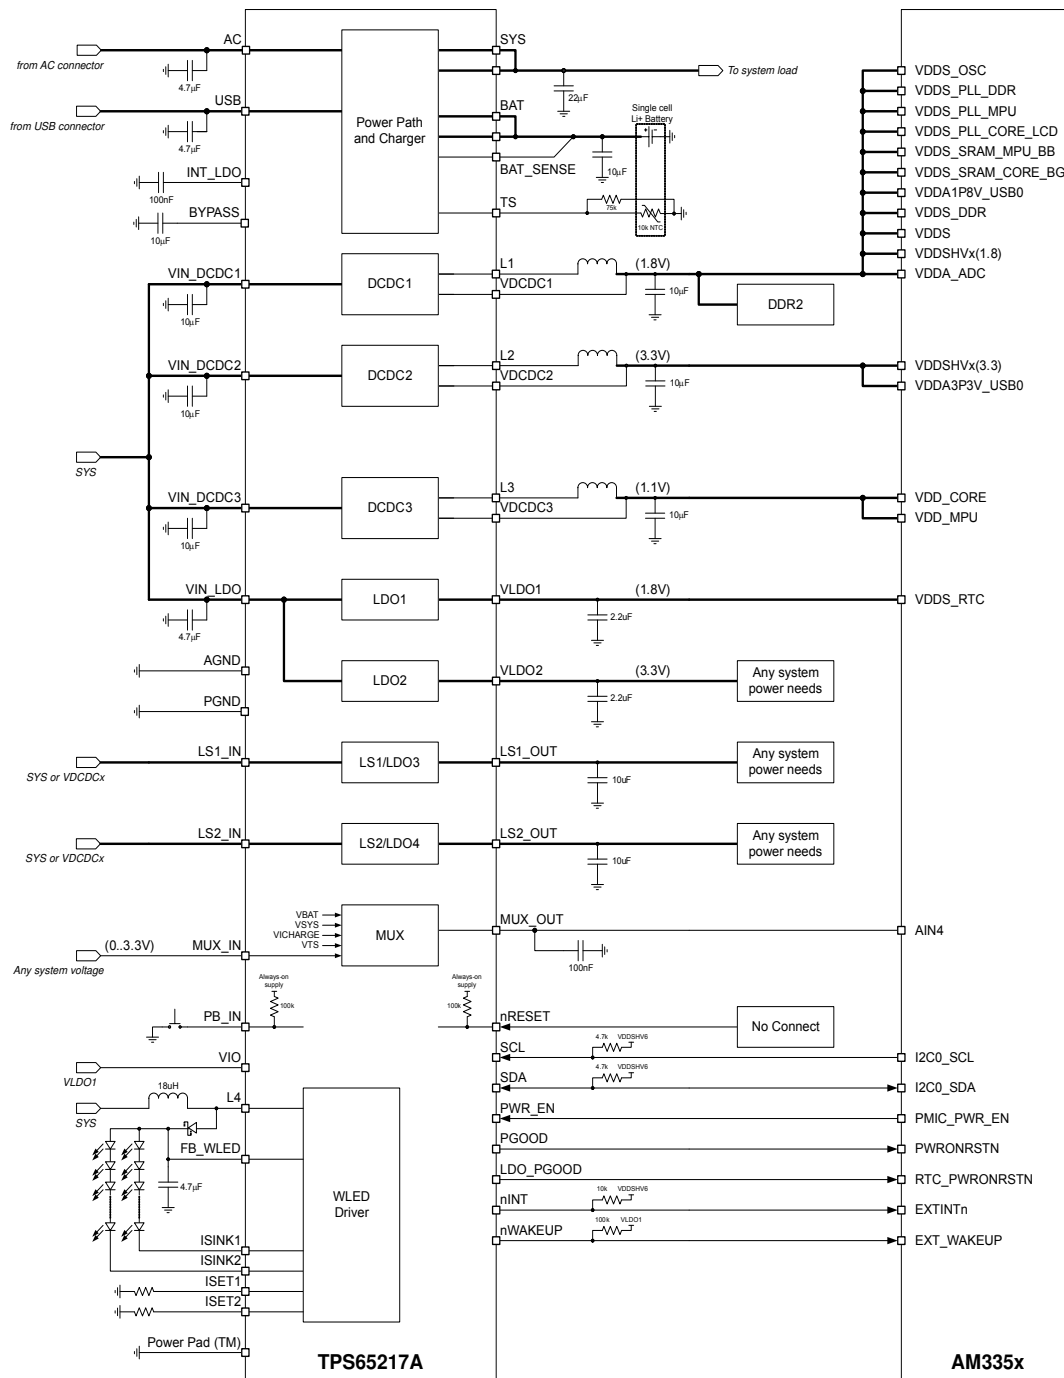 AC
SYS
from AC connector
4.7µF
To system load
22µF
VDDS_OSC
VDDS_PLL_DDR
VDDS_PLL_MPU
VDDS_PLL_CORE_LCD
VDDS_SRAM_MPU_BB
VDDS_SRAM_CORE_BG
VDDA1P8V_USB0
VDDS_DDR
VDDS
VDDSHVx(1.8)
VDDA_ADC
USB
from USB connector
4.7µF
Power Path
and Charger
BAT
Single cell
Li+ Battery
BAT_SENSE
10µF
INT_LDO
100nF
BYPASS
10µF
TS
75k
10k NTC
VIN_DCDC1
10µF
DCDC1
L1
VDCDC1
(1.8V)
10µF
DDR2
VIN_DCDC2
10µF
DCDC2
L2
VDCDC2
(3.3V)
10µF
VDDSHVx(3.3)
VDDA3P3V_USB0
SYS
VIN_DCDC3
10µF
DCDC3
L3
VDCDC3
(1.1V)
10µF
VDD_CORE
VDD_MPU
VIN_LDO
4.7µF
LDO1
VLDO1
(1.8V)
2.2uF
VDDS_RTC
AGND
LDO2
VLDO2
(3.3V)
2.2uF
Any system
power needs
PGND
LS1_IN
SYS or VDCDCx
LS1/LDO3
LS1_OUT
10uF
Any system
power needs
LS2_IN
SYS or VDCDCx
LS2/LDO4
LS2_OUT
10uF
Any system
power needs
VBAT
VSYS
VICHARGE
VTS
MUX
MUX_OUT
100nF
AIN4
(0..3.3V)
MUX_IN
Any system voltage
Always-on
supply
100k
Always-on
supply
100k
PB_IN
nRESET
No Connect
VIO
VLDO1
SCL
4.7k
VDDSHV6
I2C0_SCL
SDA
4.7k
VDDSHV6
I2C0_SDA
18uH
L4
SYS
PWR_EN
PMIC_PWR_EN
FB_WLED
4.7µF
PGOOD
PWRONRSTN
LDO_PGOOD
RTC_PWRONRSTN
WLED
Driver
nINT
10k
VDDSHV6
EXTINTn
nWAKEUP
100k
VLDO1
EXT_WAKEUP
ISINK1
ISINK2
ISET1
ISET2
Power Pad (TM)
TPS65217A
AM335x